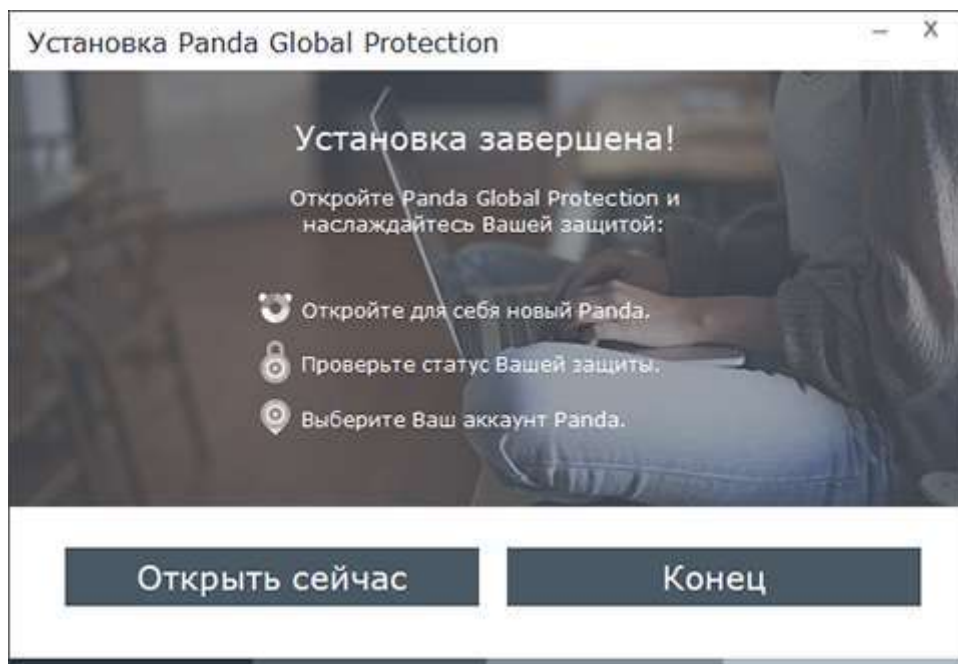 Установка Panda Global Protection
Установка завершена!
Откройте Panda Global Protection и
наслаждайтесь Вашей защитой:
Откройте для себя новый Panda.
Проверьте статус Вашей защиты.
Выберите Ваш аккаунт Panda.
Открыть сейчас
Конец